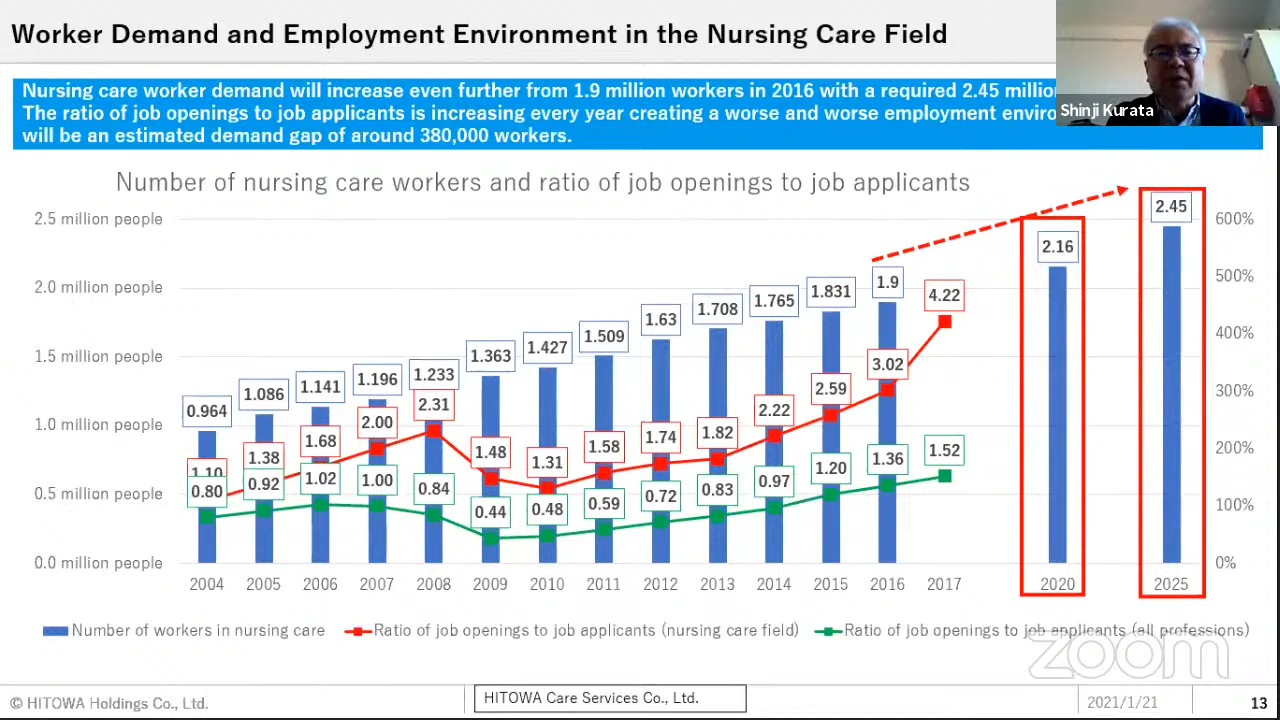 Worker Demand and Employment Environment in the Nursing Care Field
Shinji Kurata
Nursing care worker demand will increase even further from 1.9 million workers in 2016 with a required 2.45 million
The ratio of job openings to job applicants is increasing every year creating a worse and worse employment
will be an estimated demand gap of around 380,000 workers.
Number of nursing care workers and ratio of job openings to job applicants
2.5 million people
2.0 million people
1.5 million people
1.0 million people
0.5 million people
0.0 million people
600%
500%
400%
300%
200%
100%
0%
0.964 1.086 1.141 1.196 1.233 1.363 1.427 1.509 1.63 1.708 1.765 1.831 1.9 2.16 2.45
1.10 1.38 1.68 2.00 2.31 1.48 1.31 1.58 1.74 1.82 2.22 2.59 3.02 4.22
0.80 0.92 1.02 1.00 0.84 0.44 0.48 0.59 0.72 0.83 0.97 1.20 1.36 1.52
2004 2005 2006 2007 2008 2009 2010 2011 2012 2013 2014 2015 2016 2017 2020 2025
Number of workers in nursing care Ratio of job openings to job applicants (nursing care field) Ratio of job openings to job applicants (all professions)
zoom
© HITOWA Holdings Co., Ltd.
HITOWA Care Services Co., Ltd.
2021/1/21
13